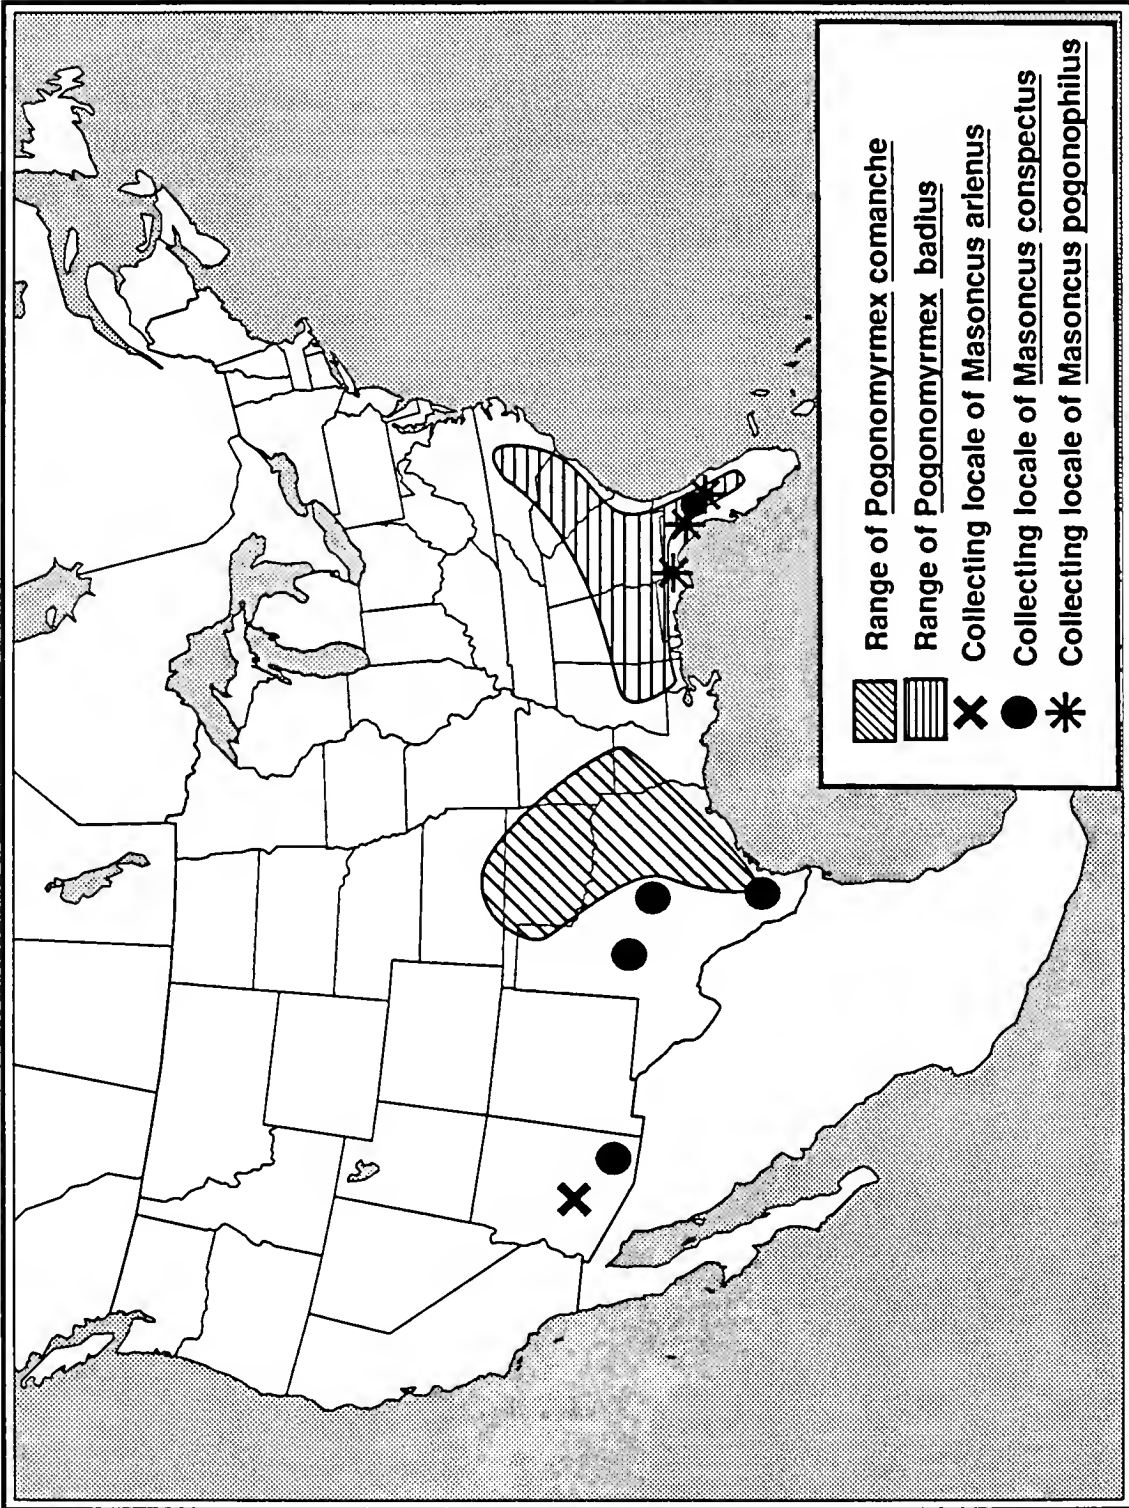 Range of Pogonomyrmex comanche
Range of Pogonomyrmex badius
Collecting locale of Masoncus arienus
Collecting locale of Masoncus conspectus
Collecting locale of Masoncus pogonophilus